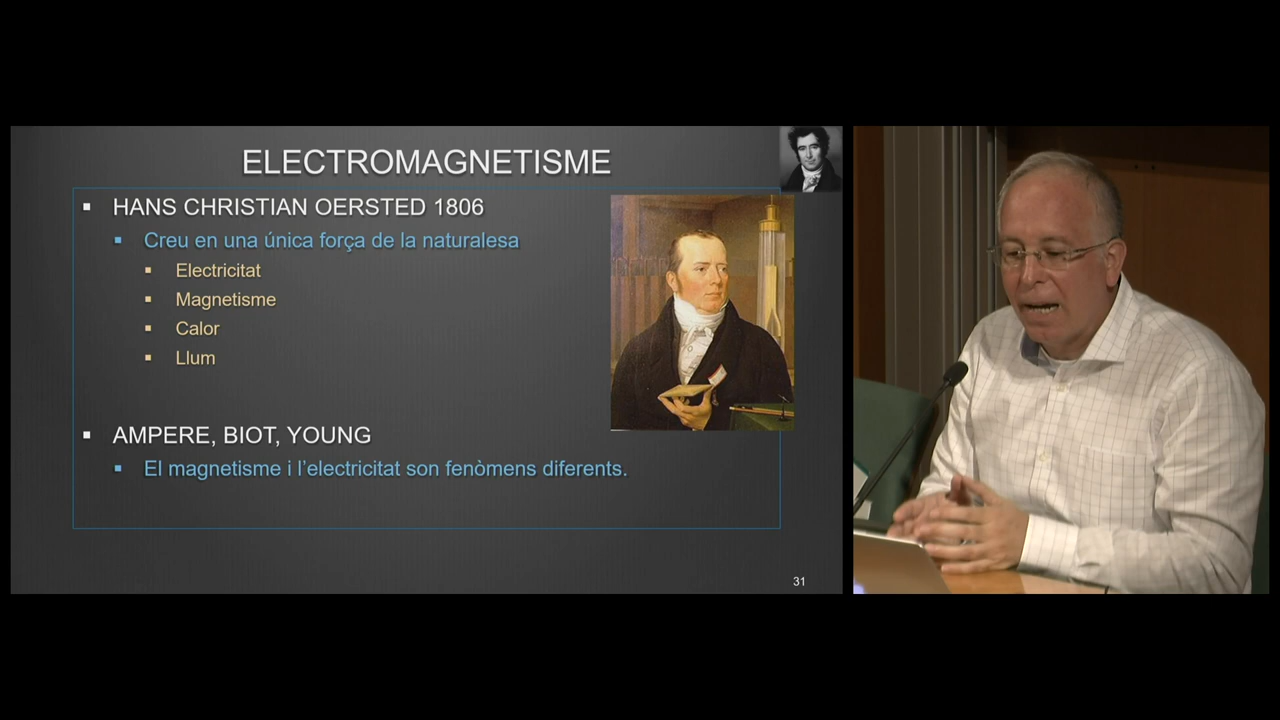 ELECTROMAGNETISME
HANS CHRISTIAN OERSTED 1806
Creu en una única força de la naturalesa
Electricitat
Magnetisme
Calor
Llum
AMPERE, BIOT, YOUNG
El magnetisme i l’electricitat son fenòmens diferents.
31